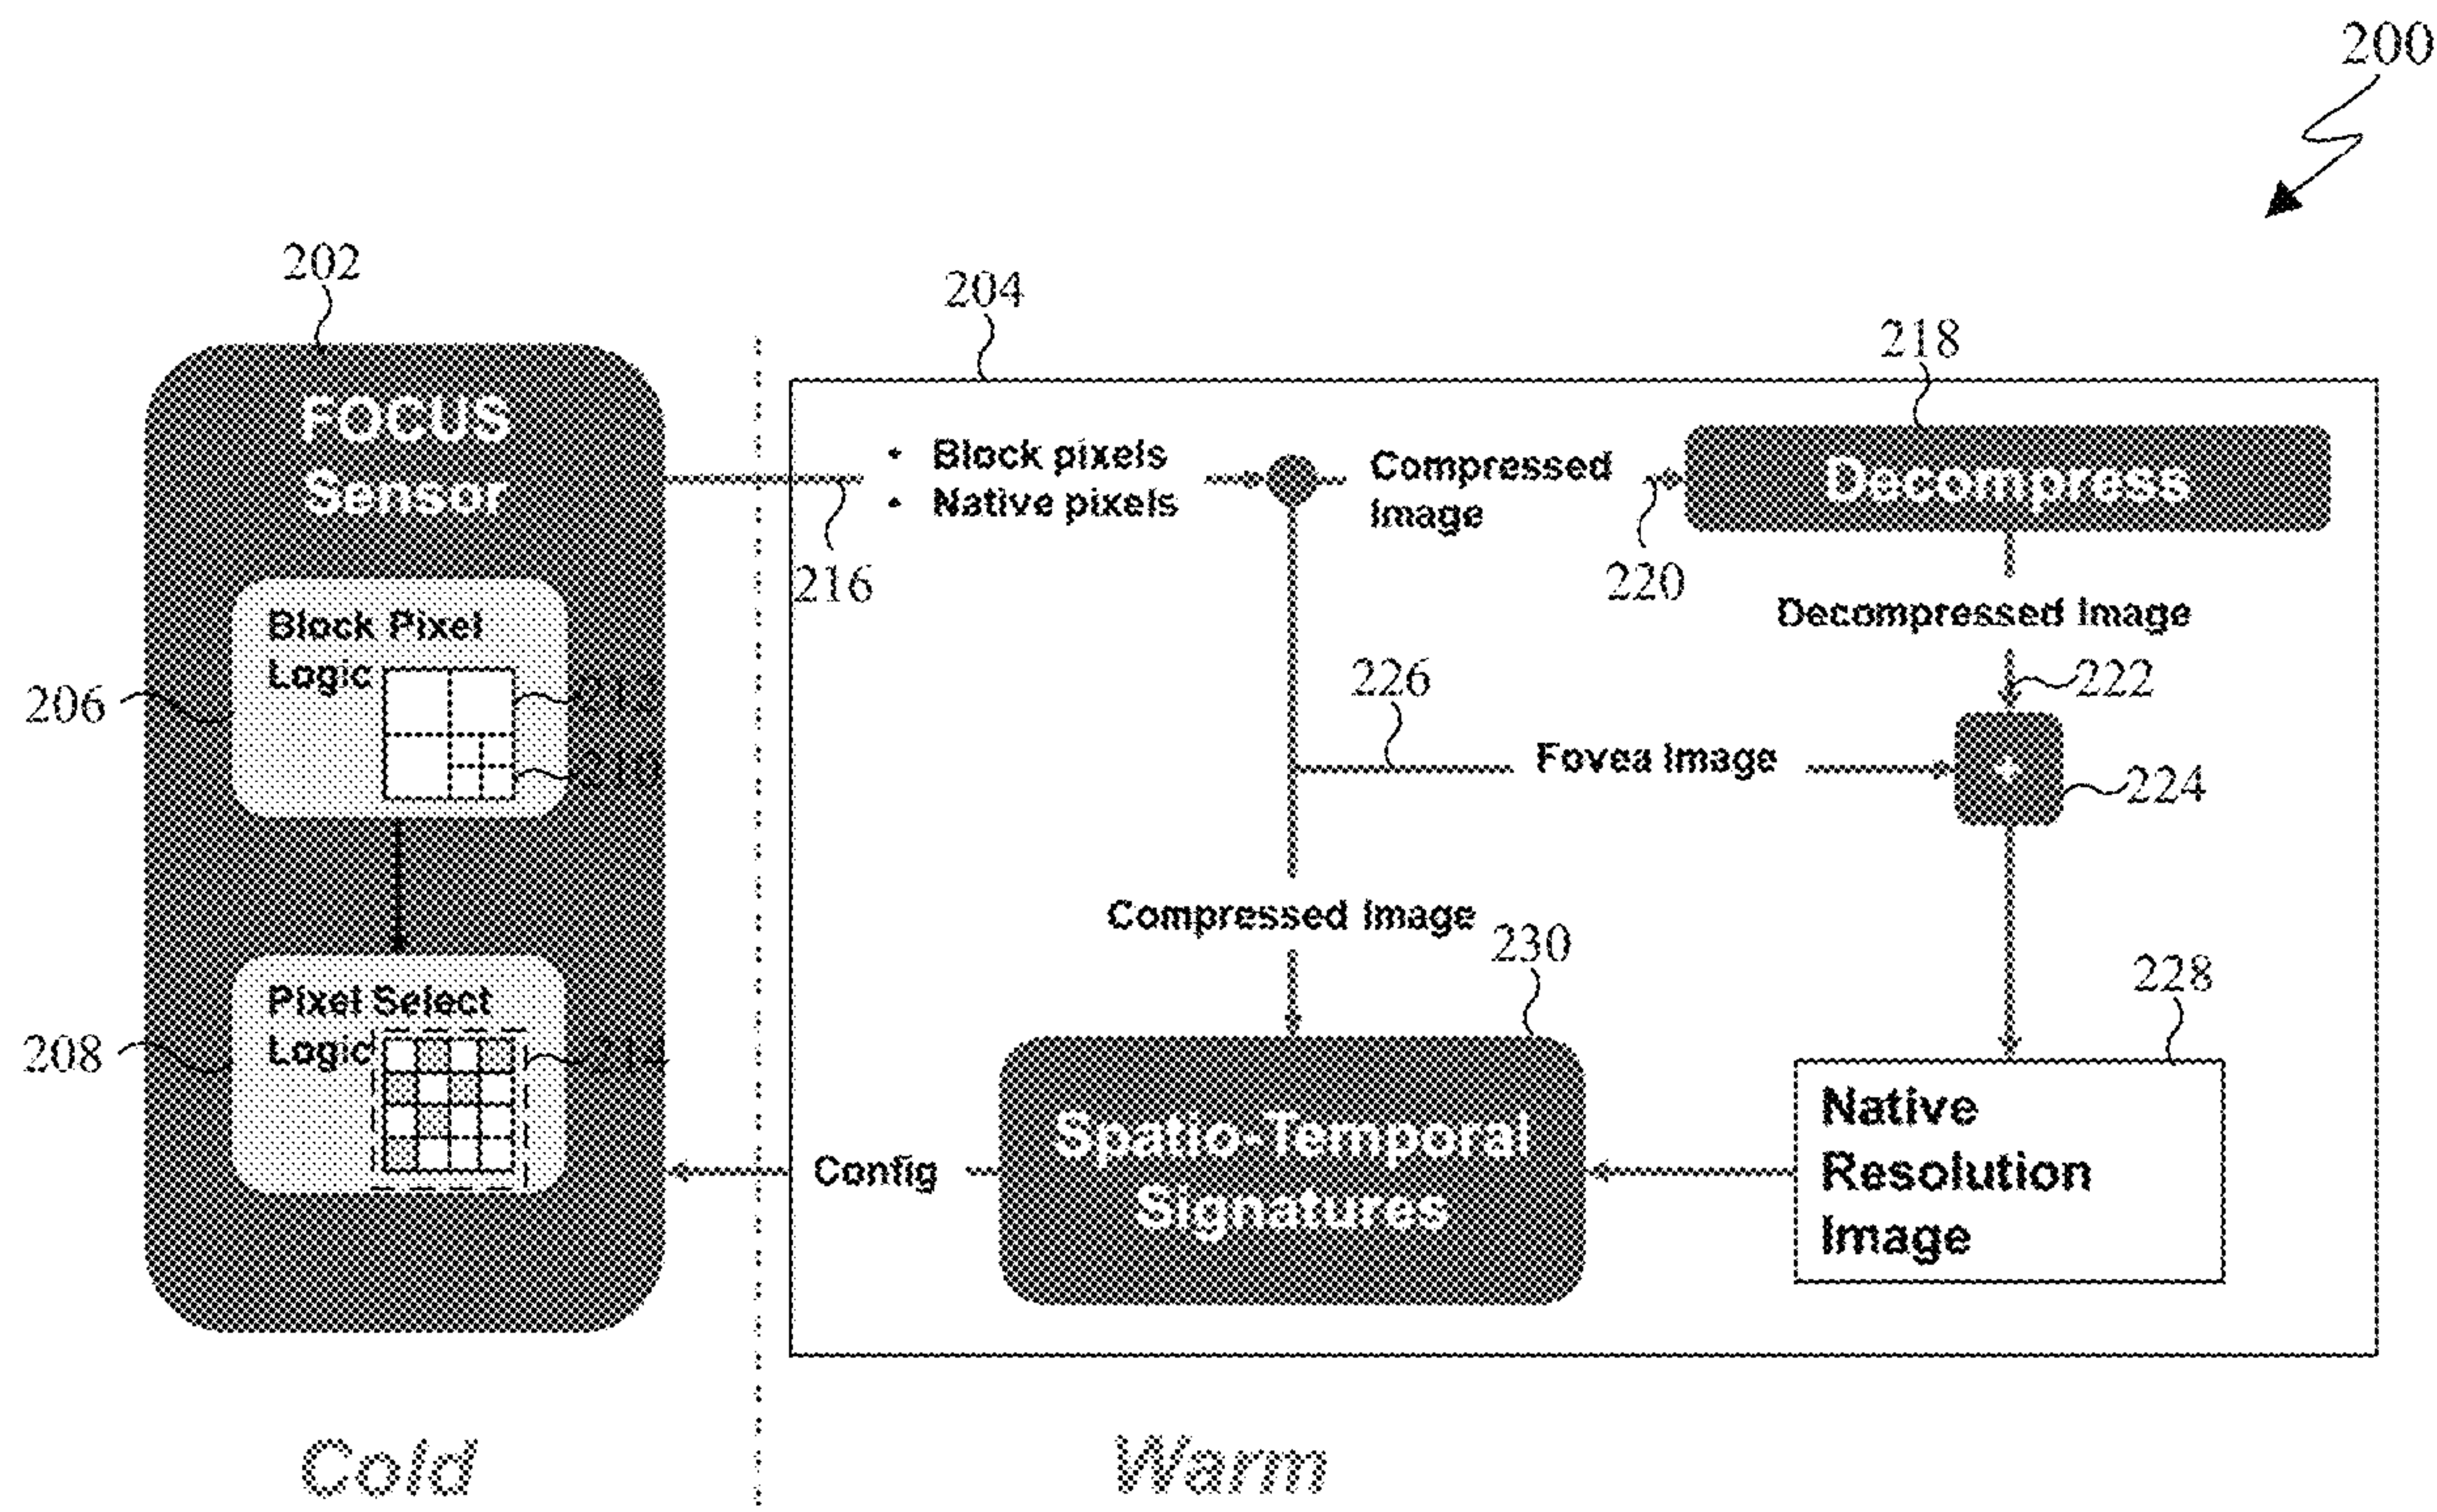 200
202
204
218
FOCUS
Sensor
Block pixels
Native pixels
Compressed
Image
Decompress
216
220
Block Pixel
Logic
206
Decompressed Image
226
222
Fovea Image
+
224
Compressed Image
230
228
Pixel Select
Logic
208
Native
Resolution
Image
Spatio-Temporal
Signatures
Config
Cold
Warm